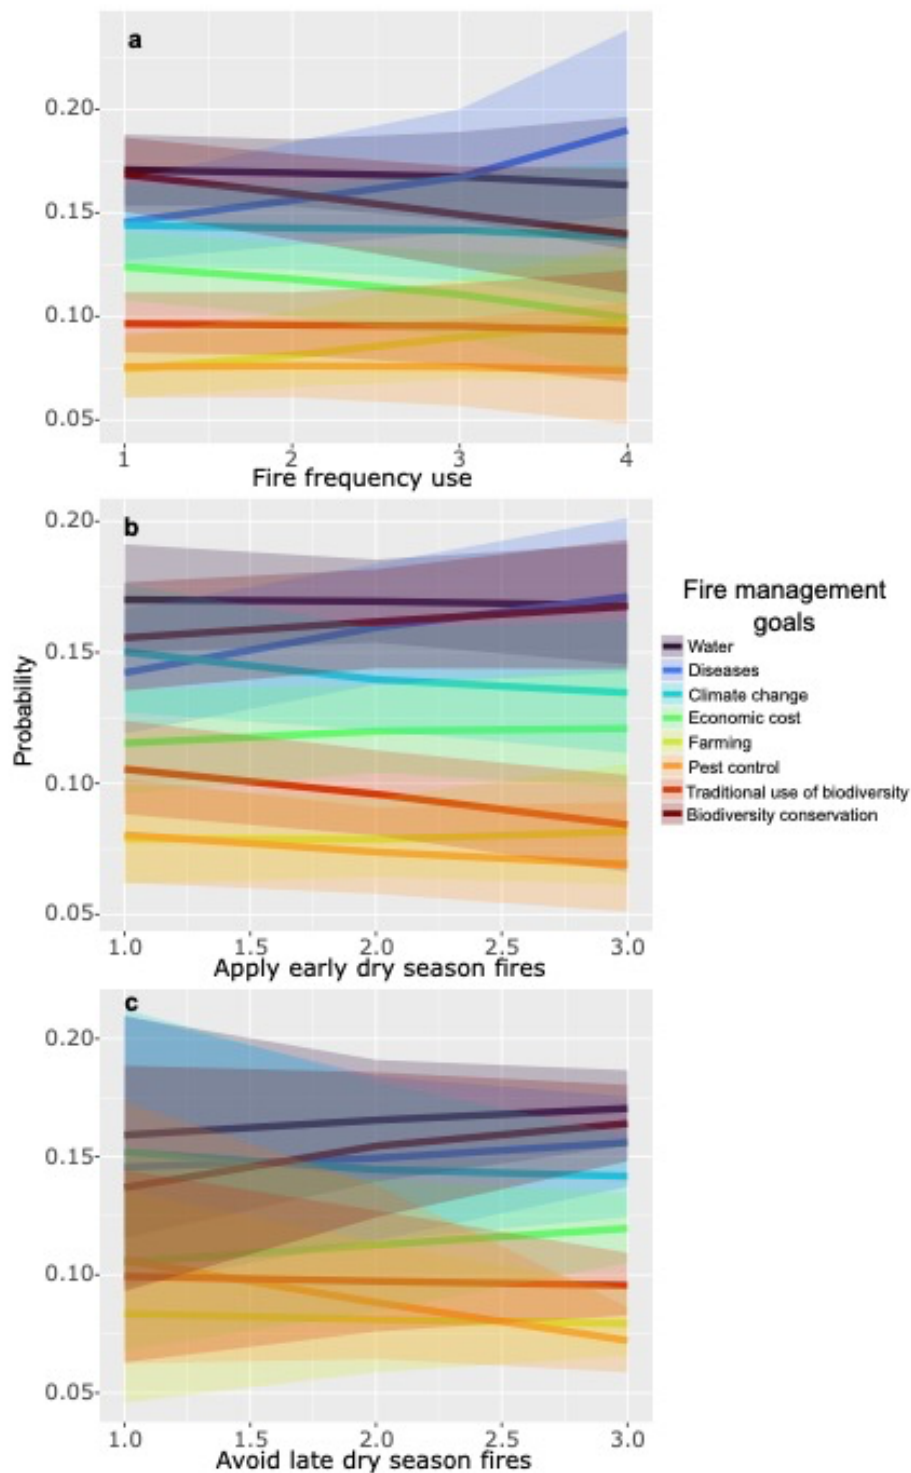 a
0.20
0.15
0.10
0.05
1 2 3 4
Fire frequency use
b
0.20
0.15
0.10
0.05
1.0 1.5 2.0 2.5 3.0
Apply early dry season fires
Probability
Fire management
goals
Water
Diseases
Climate change
Economic cost
Farming
Pest control
Traditional use of biodiversity
Biodiversity conservation
c
0.20
0.15
0.10
0.05
1.0 1.5 2.0 2.5 3.0
Avoid late dry season fires